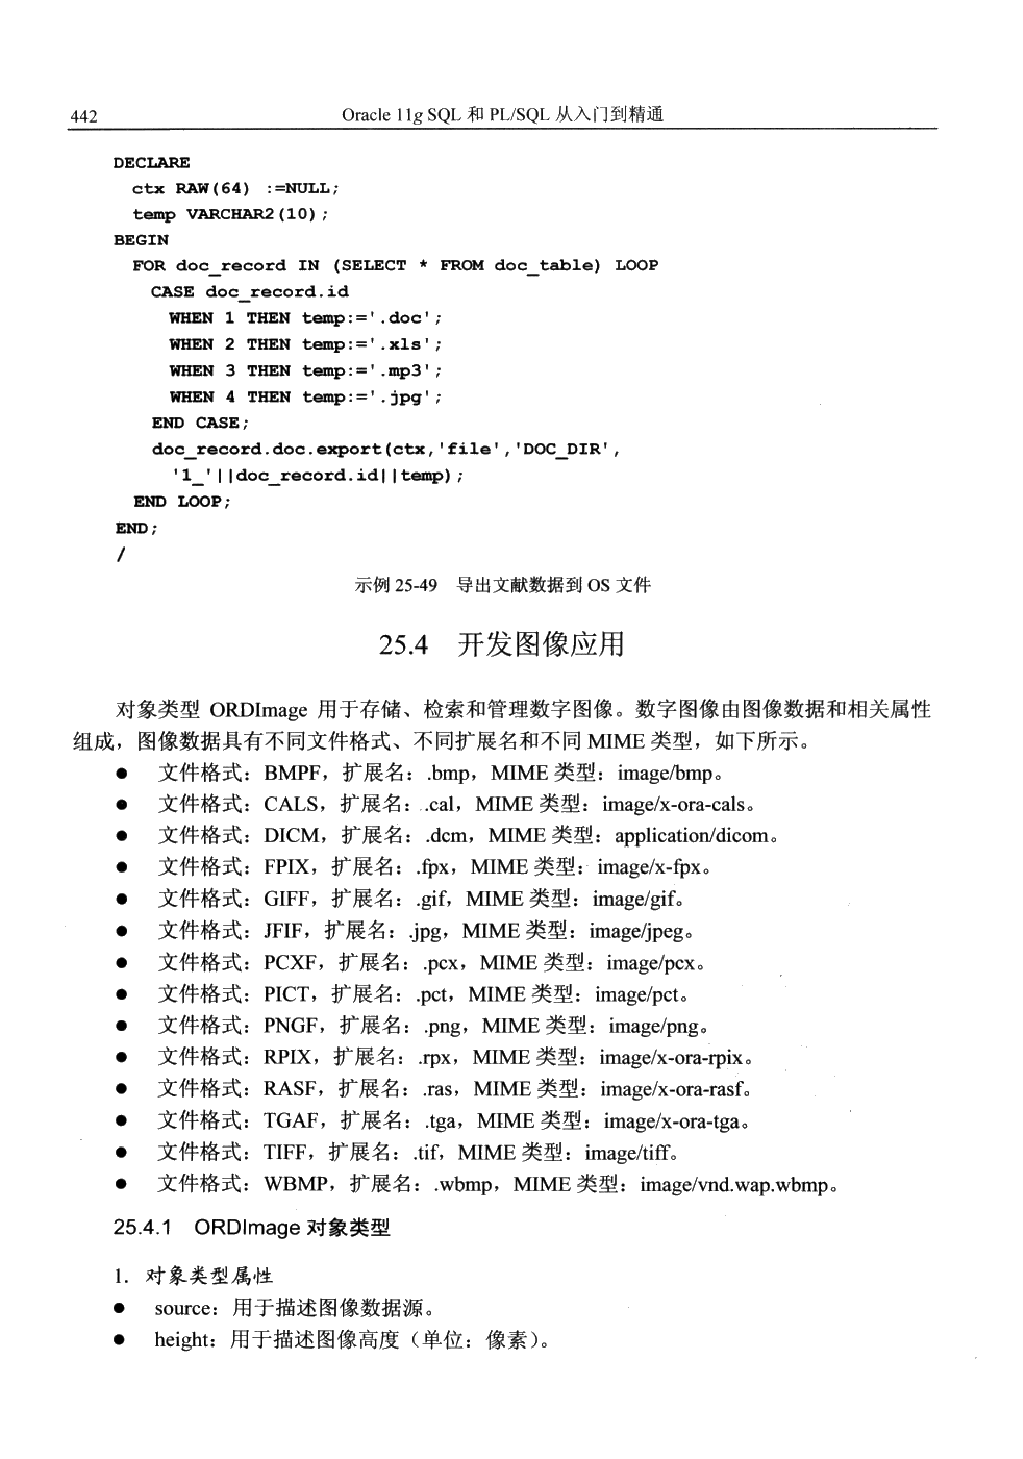 442
Oracle 11g SQL 和 PL/SQL 从入门到精通
DECLARE
ctx RAW(64) :=NULL;
temp VARCHAR2(10);
BEGIN
FOR doc_record IN (SELECT * FROM doc_table) LOOP
CASE doc_record.id
WHEN 1 THEN temp:='.doc';
WHEN 2 THEN temp:='.xls';
WHEN 3 THEN temp:='.mp3';
WHEN 4 THEN temp:='.jpg';
END CASE;
doc_record.doc.export(ctx,'file','DOC_DIR',
'1_'||doc_record.id||temp);
END LOOP;
END;
/
示例 25-49 导出文献数据到 OS 文件
25.4 开发图像应用
对象类型 ORDImage 用于存储、检索和管理数字图像。数字图像由图像数据和相关属性
组成，图像数据具有不同文件格式、不同扩展名和不同 MIME 类型，如下所示。
● 文件格式：BMPF，扩展名：.bmp，MIME 类型：image/bmp。
● 文件格式：CALS，扩展名：.cal，MIME 类型：image/x-ora-cals。
● 文件格式：DICM，扩展名：.dcm，MIME 类型：application/dicom。
● 文件格式：FPIX，扩展名：.fpx，MIME 类型：image/x-fpx。
● 文件格式：GIFF，扩展名：.gif，MIME 类型：image/gif。
● 文件格式：JFIF，扩展名：.jpg，MIME 类型：image/jpeg。
● 文件格式：PCXF，扩展名：.pcx，MIME 类型：image/pcx。
● 文件格式：PICT，扩展名：.pct，MIME 类型：image/pct。
● 文件格式：PNGF，扩展名：.png，MIME 类型：image/png。
● 文件格式：RPIX，扩展名：.rpx，MIME 类型：image/x-ora-rpix。
● 文件格式：RASF，扩展名：.ras，MIME 类型：image/x-ora-rasf。
● 文件格式：TGAF，扩展名：.tga，MIME 类型：image/x-ora-tga。
● 文件格式：TIFF，扩展名：.tif，MIME 类型：image/tiff。
● 文件格式：WBMP，扩展名：.wbmp，MIME 类型：image/vnd.wap.wbmp。
25.4.1 ORDImage 对象类型
1. 对象类型属性
● source：用于描述图像数据源。
● height：用于描述图像高度（单位：像素）。